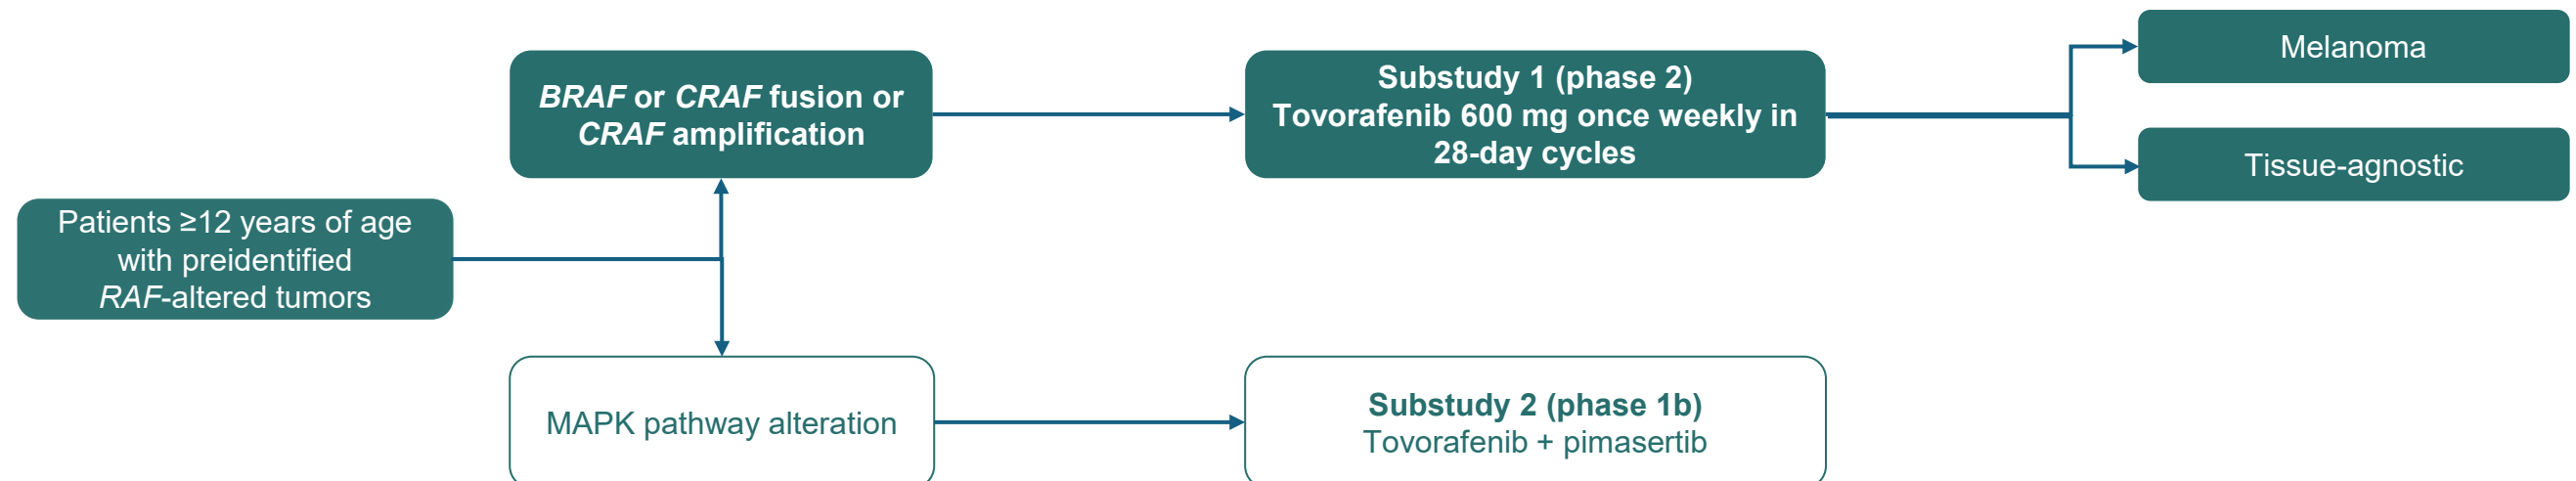 Patients ≥12 years of age
with preidentified
RAF-altered tumors
BRAF or CRAF fusion or
CRAF amplification
Substudy 1 (phase 2)
Tovorafenib 600 mg once weekly in
28-day cycles
Melanoma
Tissue-agnostic
MAPK pathway alteration
Substudy 2 (phase 1b)
Tovorafenib + pimasertib